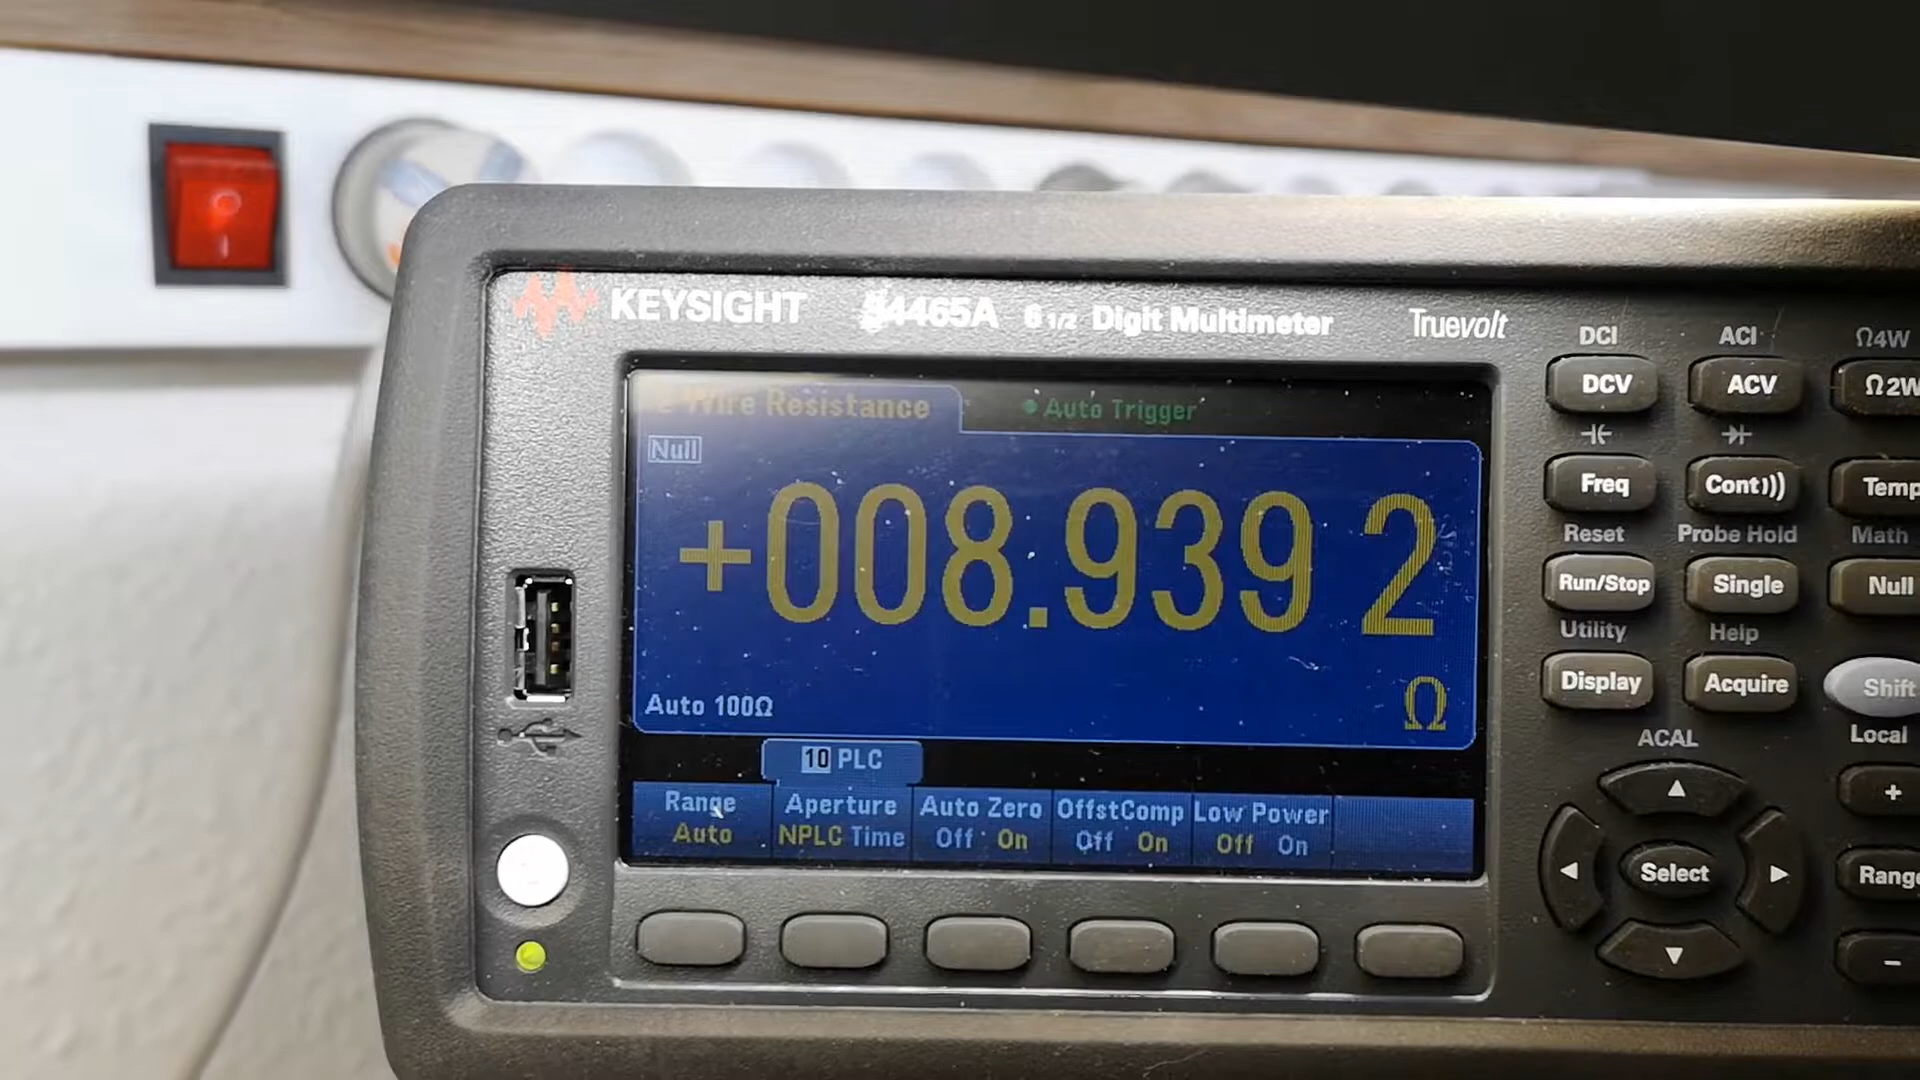 KEYSIGHT 34465A 6 1/2 Digit Multimeter Truevolt
2-Wire Resistance
Auto Trigger
Null
+008.939 2
Ω
Auto 100Ω
10 PLC
Range
Auto
Aperture
NPLC Time
Auto Zero
Off On
OffstComp
Off On
Low Power
Off On
DCI ACI Ω4W
DCV ACV Ω2W
Freq Cont Temp
Reset Probe Hold Math
Run/Stop Single Null
Utility Help
Display Acquire Shift
ACAL Local
+
Select Range
−